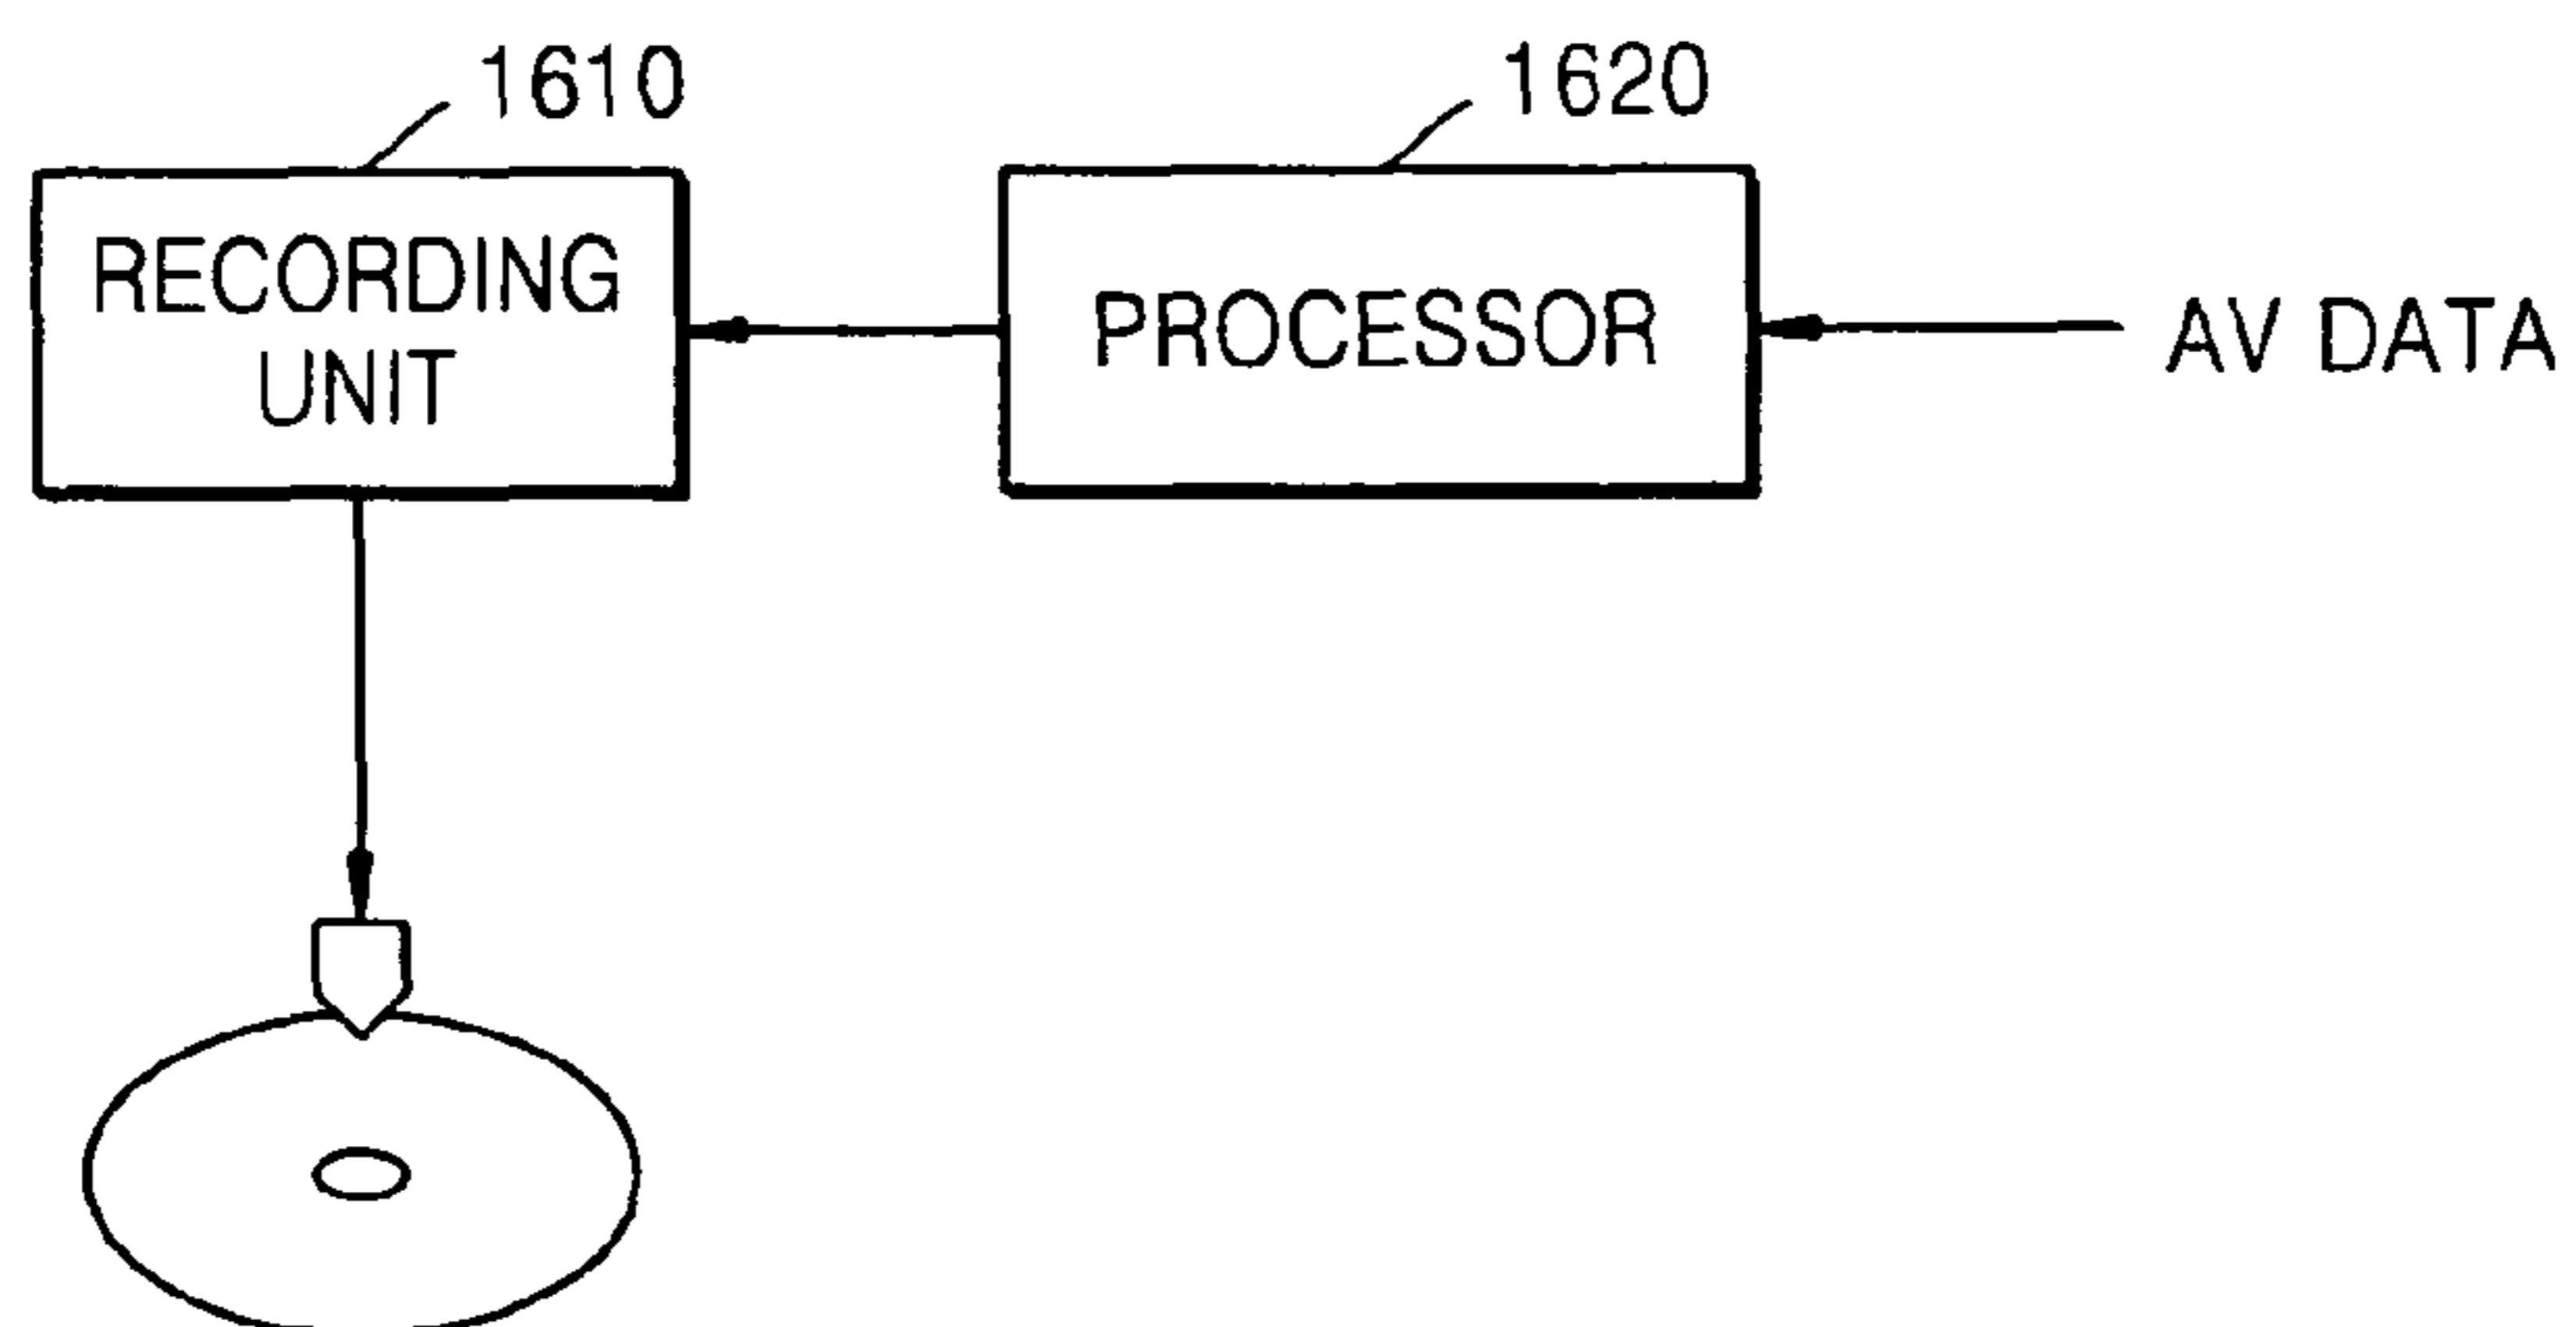 1610
1620
RECORDING
UNIT
PROCESSOR
AV DATA